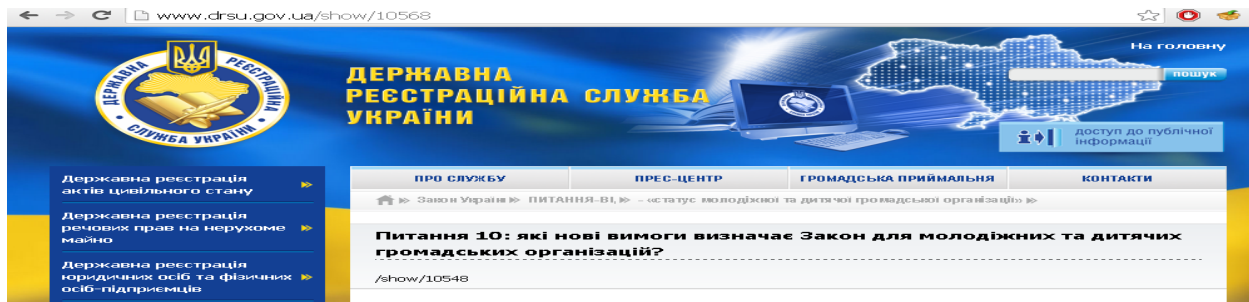 www.drsu.gov.ua/show/10568
На головну
ДЕРЖАВНА РЕЄСТРАЦІЙНА СЛУЖБА УКРАЇНИ
ДЕРЖАВНА
РЕЄСТРАЦІЙНА СЛУЖБА
УКРАЇНИ
пошук
доступ до публічної
інформації
Державна реєстрація
актів цивільного стану
Державна реєстрація
речових прав на нерухоме
майно
Державна реєстрація
юридичних осіб та фізичних
осіб-підприємців
ПРО СЛУЖБУ
ПРЕС-ЦЕНТР
ГРОМАДСЬКА ПРИЙМАЛЬНЯ
КОНТАКТИ
Закон України ПИТАННЯ-ВІ, - «статус молодіжної та дитячої громадської організації»
Питання 10: які нові вимоги визначає Закон для молодіжних та дитячих
громадських організацій?
/show/10548